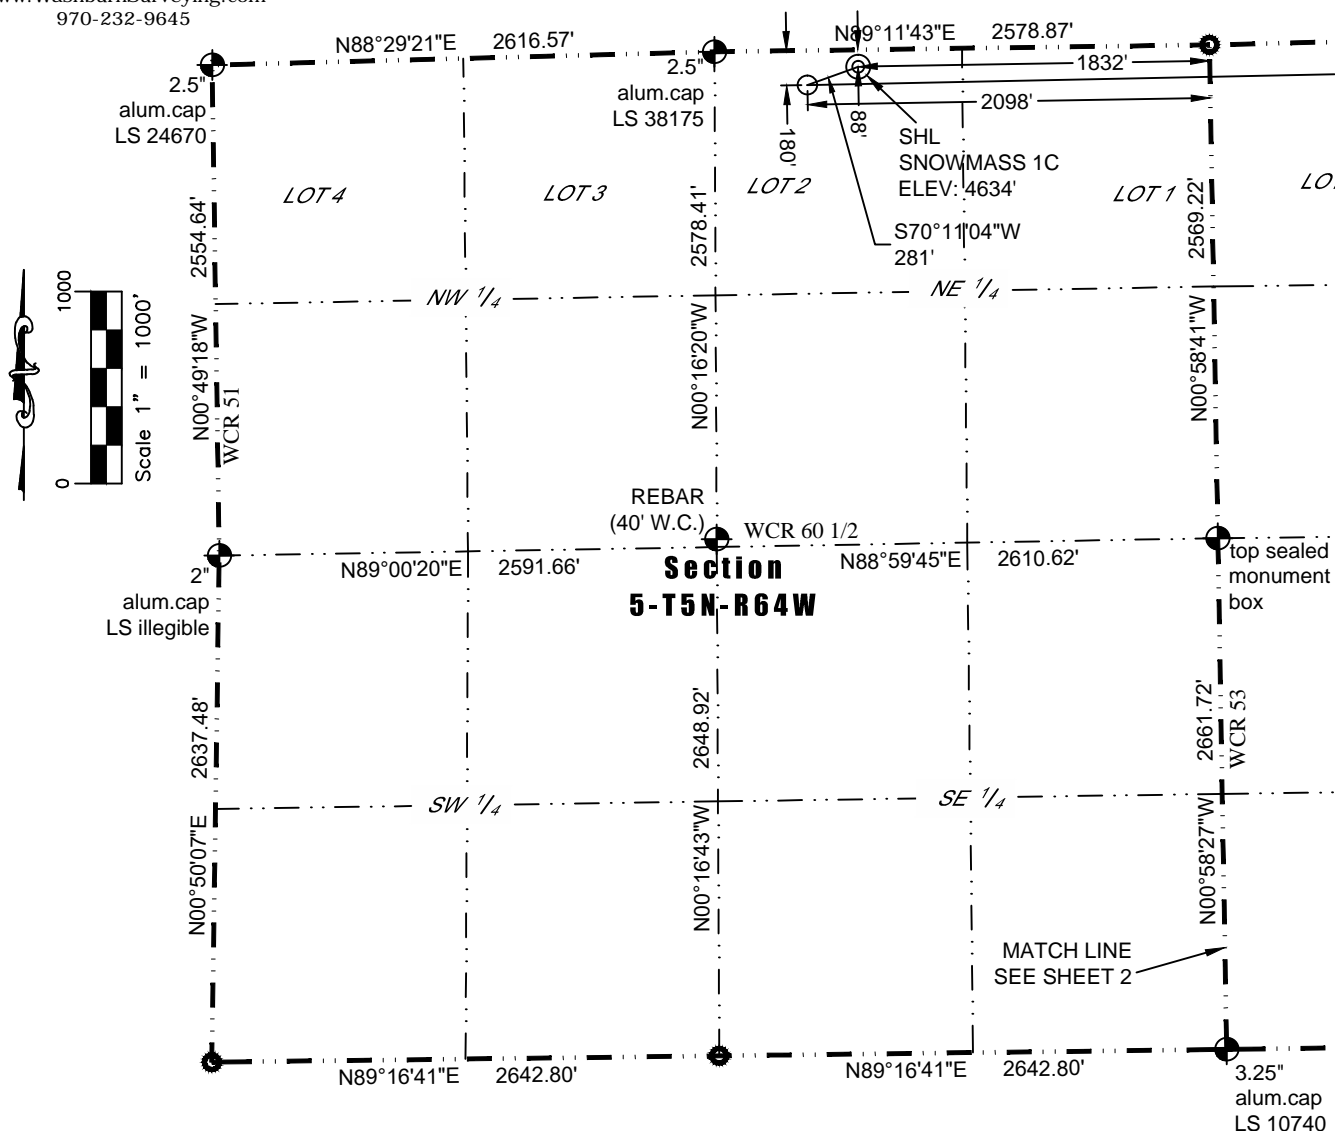 970-232-9645
N88°29'21"E 2616.57'
N89°11'43"E 2578.87'
2.5"
alum.cap
LS 24670
2.5"
alum.cap
LS 38175
1832'
2098'
180'
88'
SHL
SNOWMASS 1C
ELEV: 4634'
S70°11'04"W
281'
LOT 4
LOT 3
LOT 2
LOT 1
2554.64'
N00°49'18"W
WCR 51
2578.41'
N00°16'20"W
2569.22'
N00°58'41"W
NW 1/4
NE 1/4
1000
0
Scale 1" = 1000'
REBAR
(40' W.C.)
WCR 60 1/2
N89°00'20"E 2591.66'
N88°59'45"E 2610.62'
Section
5-T5N-R64W
2"
alum.cap
LS illegible
top sealed
monument
box
2637.48'
N00°50'07"E
2648.92'
N00°16'43"W
2661.72'
WCR 53
N00°58'27"W
SW 1/4
SE 1/4
MATCH LINE
SEE SHEET 2
N89°16'41"E 2642.80'
N89°16'41"E 2642.80'
3.25"
alum.cap
LS 10740